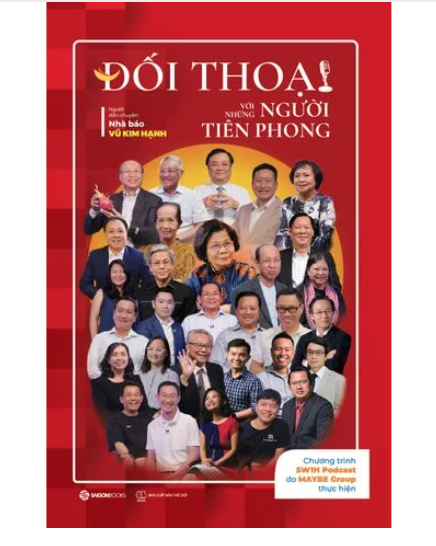 ĐỐI THOẠI
VỚI NHỮNG NGƯỜI
TIÊN PHONG
Người
dẫn chuyện:
Nhà báo
VŨ KIM HẠNH
Chương trình
5W1H Podcast
do MAYBE Group
thực hiện
SAIGONBOOKS
NHÀ XUẤT BẢN THẾ GIỚI